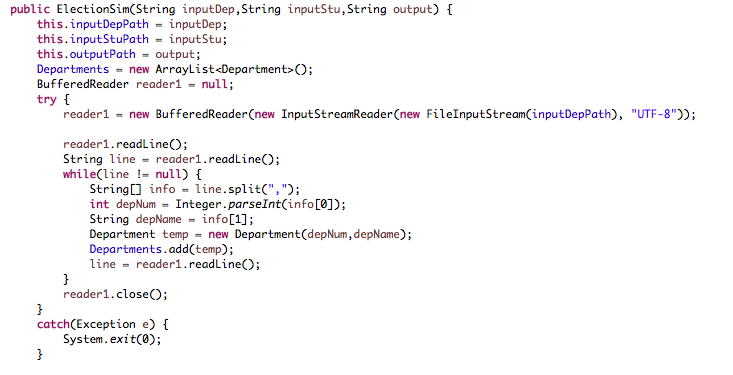 public ElectionSim(String inputDep,String inputStu,String output) {
this.inputDepPath = inputDep;
this.inputStuPath = inputStu;
this.outputPath = output;
Departments = new ArrayList<Department>();
BufferedReader reader1 = null;
try {
reader1 = new BufferedReader(new InputStreamReader(new FileInputStream(inputDepPath), "UTF-8"));
reader1.readLine();
String line = reader1.readLine();
while(line != null) {
String[] info = line.split(",");
int depNum = Integer.parseInt(info[0]);
String depName = info[1];
Department temp = new Department(depNum,depName);
Departments.add(temp);
line = reader1.readLine();
}
reader1.close();
}
catch(Exception e) {
System.exit(0);
}